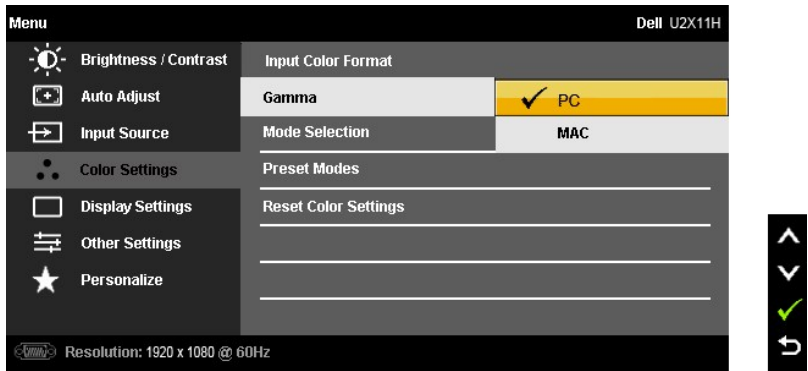 Menu Dell U2X11H
Brightness / Contrast Input Color Format
Auto Adjust Gamma PC
Input Source Mode Selection MAC
Color Settings Preset Modes
Display Settings Reset Color Settings
Other Settings
Personalize
Resolution: 1920 x 1080 @ 60Hz